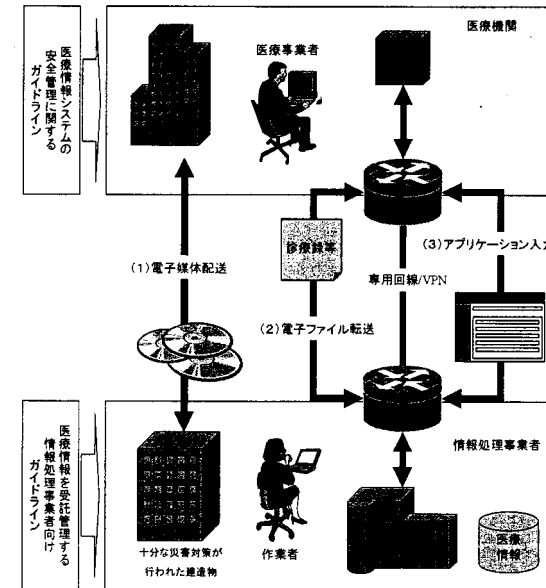 医療情報システムの
安全管理に関する
ガイドライン
医療事業者
医療機関
(1)電子媒体配送
診療録等
(2)電子ファイル転送
専用回線/VPN
(3)アプリケーション入力
医療情報を受託管理する
情報処理事業者向け
ガイドライン
十分な災害対策が
行われた建造物
作業者
情報処理事業者
医療
情報